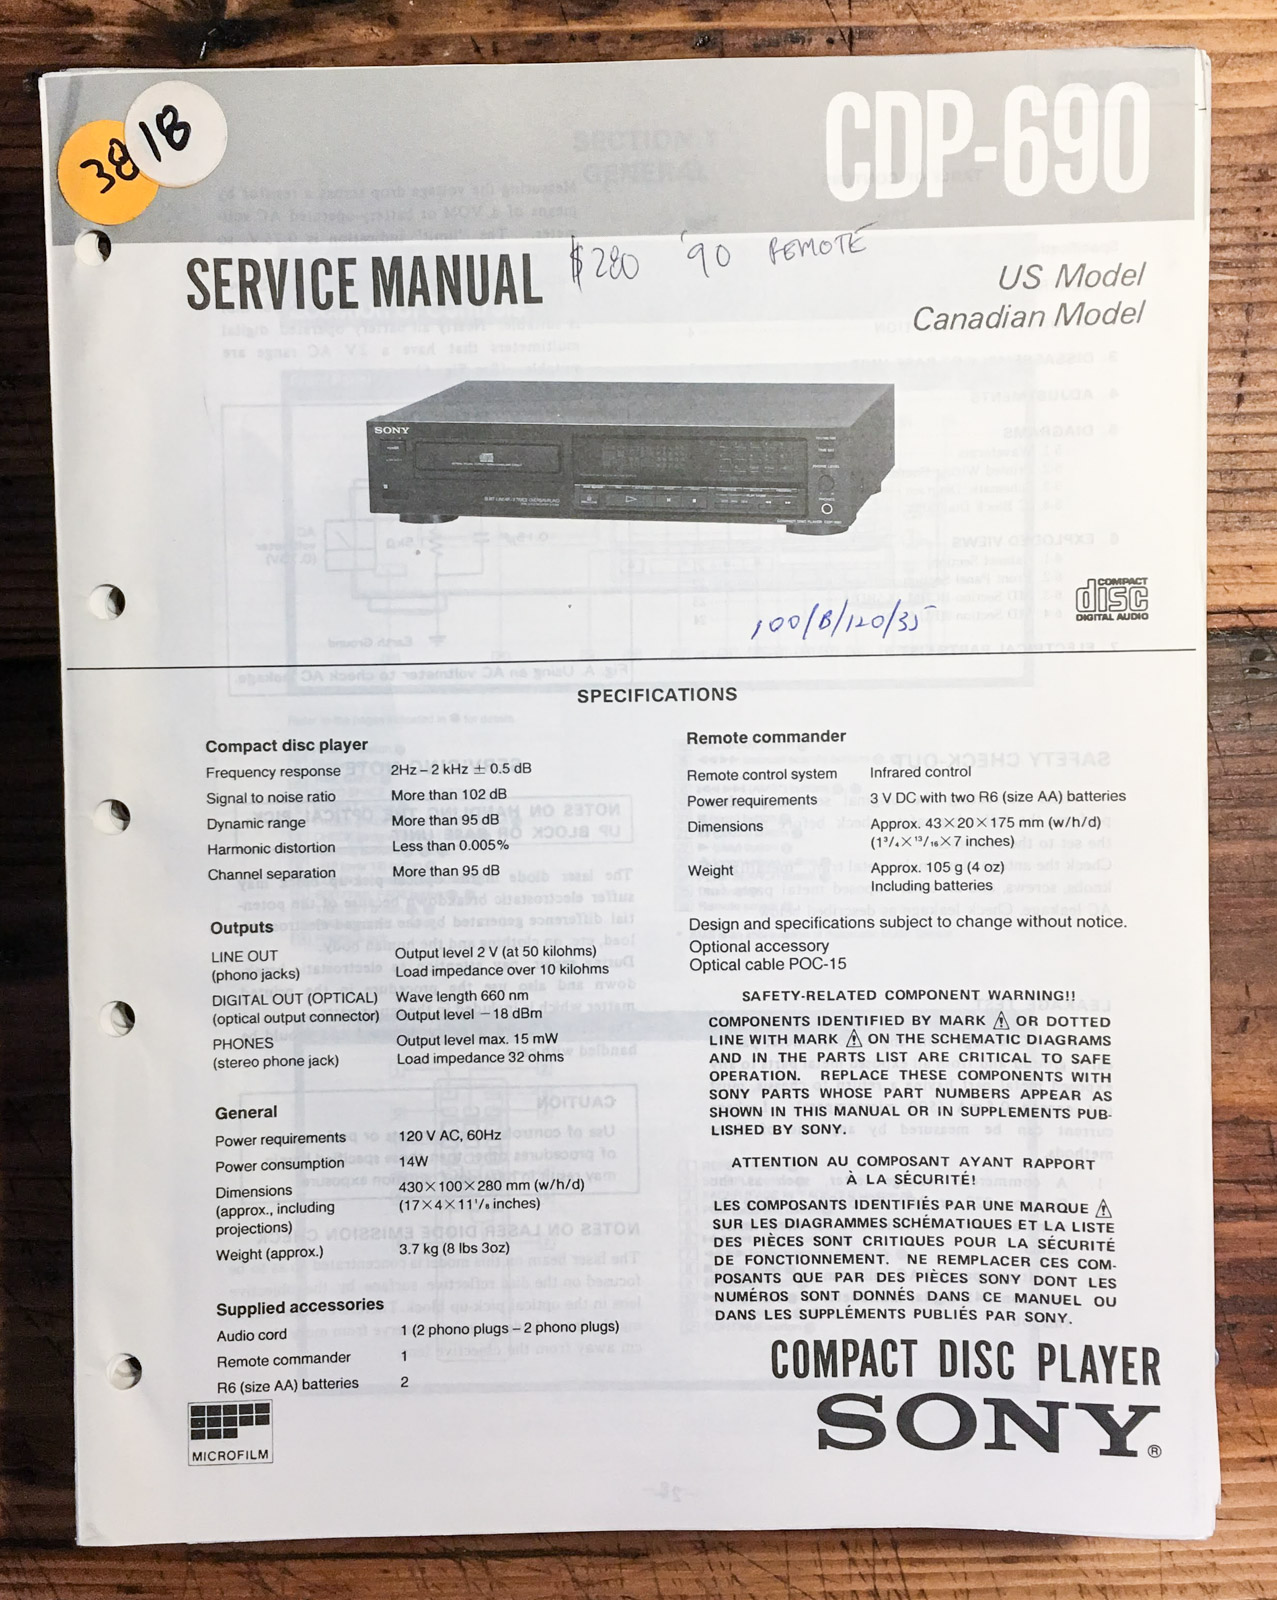 CDP-690
38
18
SERVICE MANUAL
$280 '90 REMOTE
US Model
Canadian Model
SONY
COMPACT
disc
DIGITAL AUDIO
100/B/120/35
SPECIFICATIONS
Compact disc player
Frequency response 2Hz – 2 kHz ± 0.5 dB
Signal to noise ratio More than 102 dB
Dynamic range More than 95 dB
Harmonic distortion Less than 0.005%
Channel separation More than 95 dB
Outputs
LINE OUT Output level 2 V (at 50 kilohms)
(phono jacks) Load impedance over 10 kilohms
DIGITAL OUT (OPTICAL) Wave length 660 nm
(optical output connector) Output level −18 dBm
PHONES Output level max. 15 mW
(stereo phone jack) Load impedance 32 ohms
General
Power requirements 120 V AC, 60Hz
Power consumption 14W
Dimensions 430×100×280 mm (w/h/d)
(approx., including (17×4×11¹/₈ inches)
projections)
Weight (approx.) 3.7 kg (8 lbs 3oz)
Supplied accessories
Audio cord 1 (2 phono plugs – 2 phono plugs)
Remote commander 1
R6 (size AA) batteries 2
MICROFILM
Remote commander
Remote control system Infrared control
Power requirements 3 V DC with two R6 (size AA) batteries
Dimensions Approx. 43×20×175 mm (w/h/d)
(1³/₄×¹³/₁₆×7 inches)
Weight Approx. 105 g (4 oz)
Including batteries
Design and specifications subject to change without notice.
Optional accessory
Optical cable POC-15
SAFETY-RELATED COMPONENT WARNING!!
COMPONENTS IDENTIFIED BY MARK ⚠ OR DOTTED
LINE WITH MARK ⚠ ON THE SCHEMATIC DIAGRAMS
AND IN THE PARTS LIST ARE CRITICAL TO SAFE
OPERATION. REPLACE THESE COMPONENTS WITH
SONY PARTS WHOSE PART NUMBERS APPEAR AS
SHOWN IN THIS MANUAL OR IN SUPPLEMENTS PUB-
LISHED BY SONY.
ATTENTION AU COMPOSANT AYANT RAPPORT
À LA SÉCURITÉ!
LES COMPOSANTS IDENTIFIÉS PAR UNE MARQUE ⚠
SUR LES DIAGRAMMES SCHÉMATIQUES ET LA LISTE
DES PIÈCES SONT CRITIQUES POUR LA SÉCURITÉ
DE FONCTIONNEMENT. NE REMPLACER CES COM-
POSANTS QUE PAR DES PIÈCES SONY DONT LES
NUMÉROS SONT DONNÉS DANS CE MANUEL OU
DANS LES SUPPLÉMENTS PUBLIÉS PAR SONY.
COMPACT DISC PLAYER
SONY®